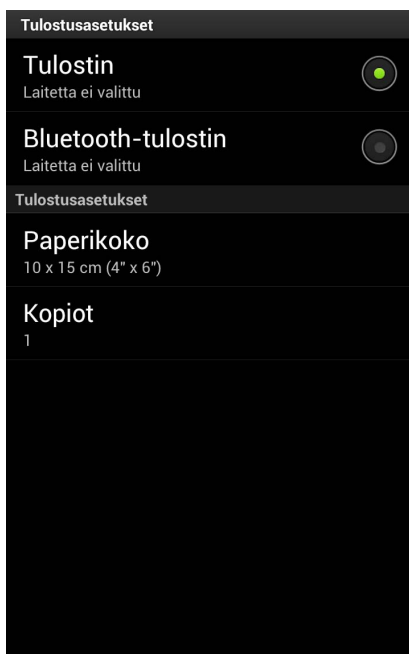 Tulostusasetukset
Tulostin
Laitetta ei valittu
Bluetooth-tulostin
Laitetta ei valittu
Tulostusasetukset
Paperikoko
10 x 15 cm (4" x 6")
Kopiot
1